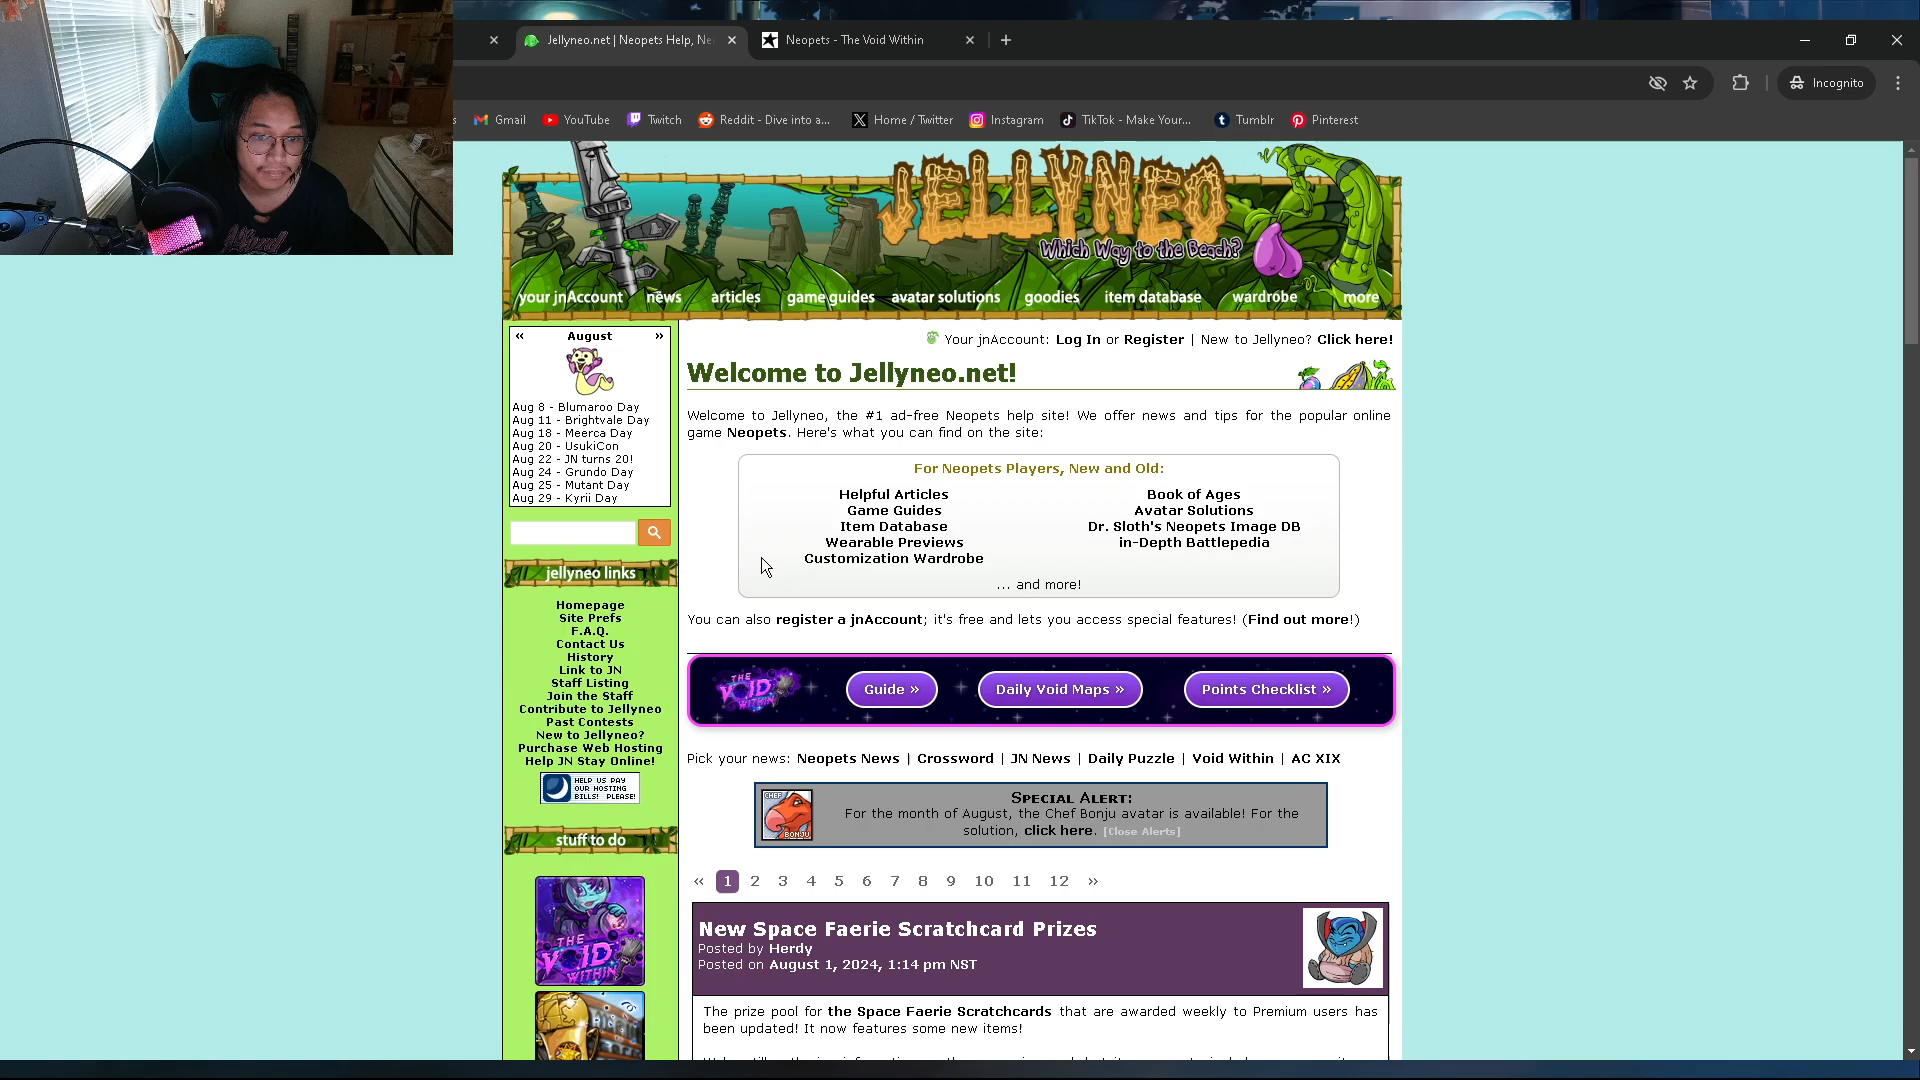 Jellyneo.net | Neopets Help, Ne
Neopets - The Void Within
Incognito
Gmail
YouTube
Twitch
Reddit - Dive into a...
Home / Twitter
Instagram
TikTok - Make Your...
Tumblr
Pinterest
JELLYNEO
Which Way to the Beach?
your jnAccount news articles game guides avatar solutions goodies item database wardrobe more
« August »
Aug 8 - Blumaroo Day
Aug 11 - Brightvale Day
Aug 18 - Meerca Day
Aug 20 - UsukiCon
Aug 22 - JN turns 20!
Aug 24 - Grundo Day
Aug 25 - Mutant Day
Aug 29 - Kyrii Day
jellyneo links
Homepage
Site Prefs
F.A.Q.
Contact Us
History
Link to JN
Staff Listing
Join the Staff
Contribute to Jellyneo
Past Contests
New to Jellyneo?
Purchase Web Hosting
Help JN Stay Online!
HELP US PAY
OUR HOSTING
BILLS! PLEASE!
stuff to do
THE
VOID
WITHIN
Your jnAccount: Log In or Register | New to Jellyneo? Click here!
Welcome to Jellyneo.net!
Welcome to Jellyneo, the #1 ad-free Neopets help site! We offer news and tips for the popular online
game Neopets. Here's what you can find on the site:
For Neopets Players, New and Old:
Helpful Articles
Game Guides
Item Database
Wearable Previews
Customization Wardrobe
Book of Ages
Avatar Solutions
Dr. Sloth's Neopets Image DB
in-Depth Battlepedia
... and more!
You can also register a jnAccount; it's free and lets you access special features! (Find out more!)
THE
VOID
WITHIN
Guide »
Daily Void Maps »
Points Checklist »
Pick your news: Neopets News | Crossword | JN News | Daily Puzzle | Void Within | AC XIX
CHEF
BONJU
SPECIAL ALERT:
For the month of August, the Chef Bonju avatar is available! For the
solution, click here. [Close Alerts]
« 1 2 3 4 5 6 7 8 9 10 11 12 »
New Space Faerie Scratchcard Prizes
Posted by Herdy
Posted on August 1, 2024, 1:14 pm NST
The prize pool for the Space Faerie Scratchcards that are awarded weekly to Premium users has
been updated! It now features some new items!